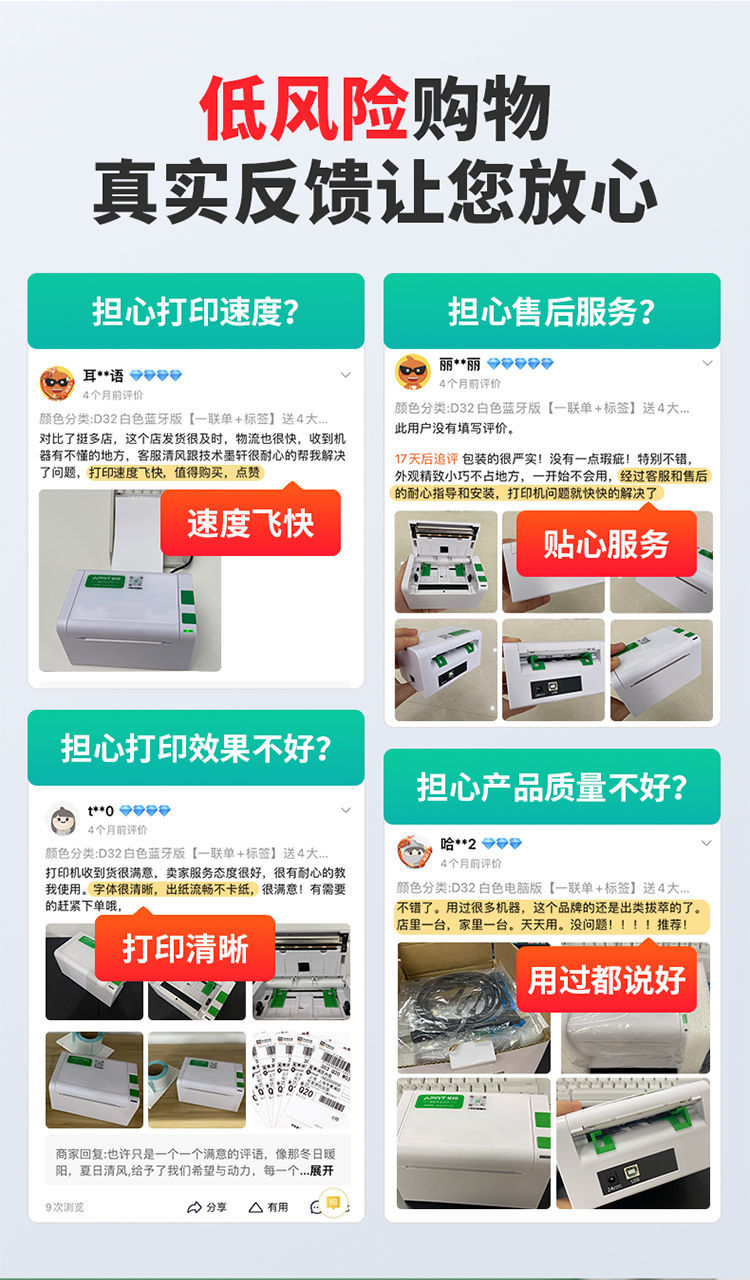 低风险购物
真实反馈让您放心
担心打印速度？
耳**语
4个月前评价
颜色分类:D32白色蓝牙版【一联单+标签】送4大...
对比了挺多店，这个店发货很及时，物流也很快，收到机
器有不懂的地方，客服清风跟技术墨轩很耐心的帮我解决
了问题，打印速度飞快，值得购买，点赞
速度飞快
担心售后服务？
丽**丽
4个月前评价
颜色分类:D32白色蓝牙版【一联单+标签】送4大...
此用户没有填写评价。
17天后追评 包装的很严实！没有一点瑕疵！特别不错，
外观精致小巧不占地方，一开始不会用，经过客服和售后
的耐心指导和安装，打印机问题就快快的解决了
贴心服务
担心打印效果不好？
t**0
4个月前评价
颜色分类:D32白色蓝牙版【一联单+标签】送4大...
打印机收到货很满意，卖家服务态度很好，很有耐心的教
我使用。字体很清晰，出纸流畅不卡纸，很满意！有需要
的赶紧下单哦，
打印清晰
商家回复:也许只是一个一个满意的评语，像那冬日暖
阳，夏日清风,给予了我们希望与动力，每一个...展开
9次浏览
分享
有用
担心产品质量不好？
哈**2
4个月前评价
颜色分类:D32白色电脑版【一联单+标签】送4大...
不错了。用过很多机器，这个品牌的还是出类拔萃的了。
店里一台，家里一台。天天用。没问题！！！！推荐！
用过都说好
USB